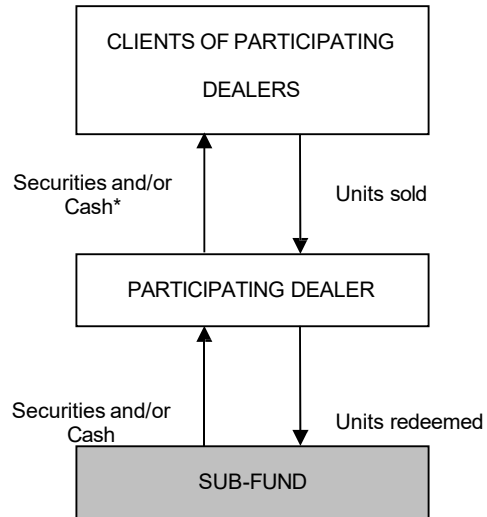 CLIENTS OF PARTICIPATING
DEALERS
Securities and/or
Cash*
Units sold
PARTICIPATING DEALER
Securities and/or
Cash
Units redeemed
SUB-FUND